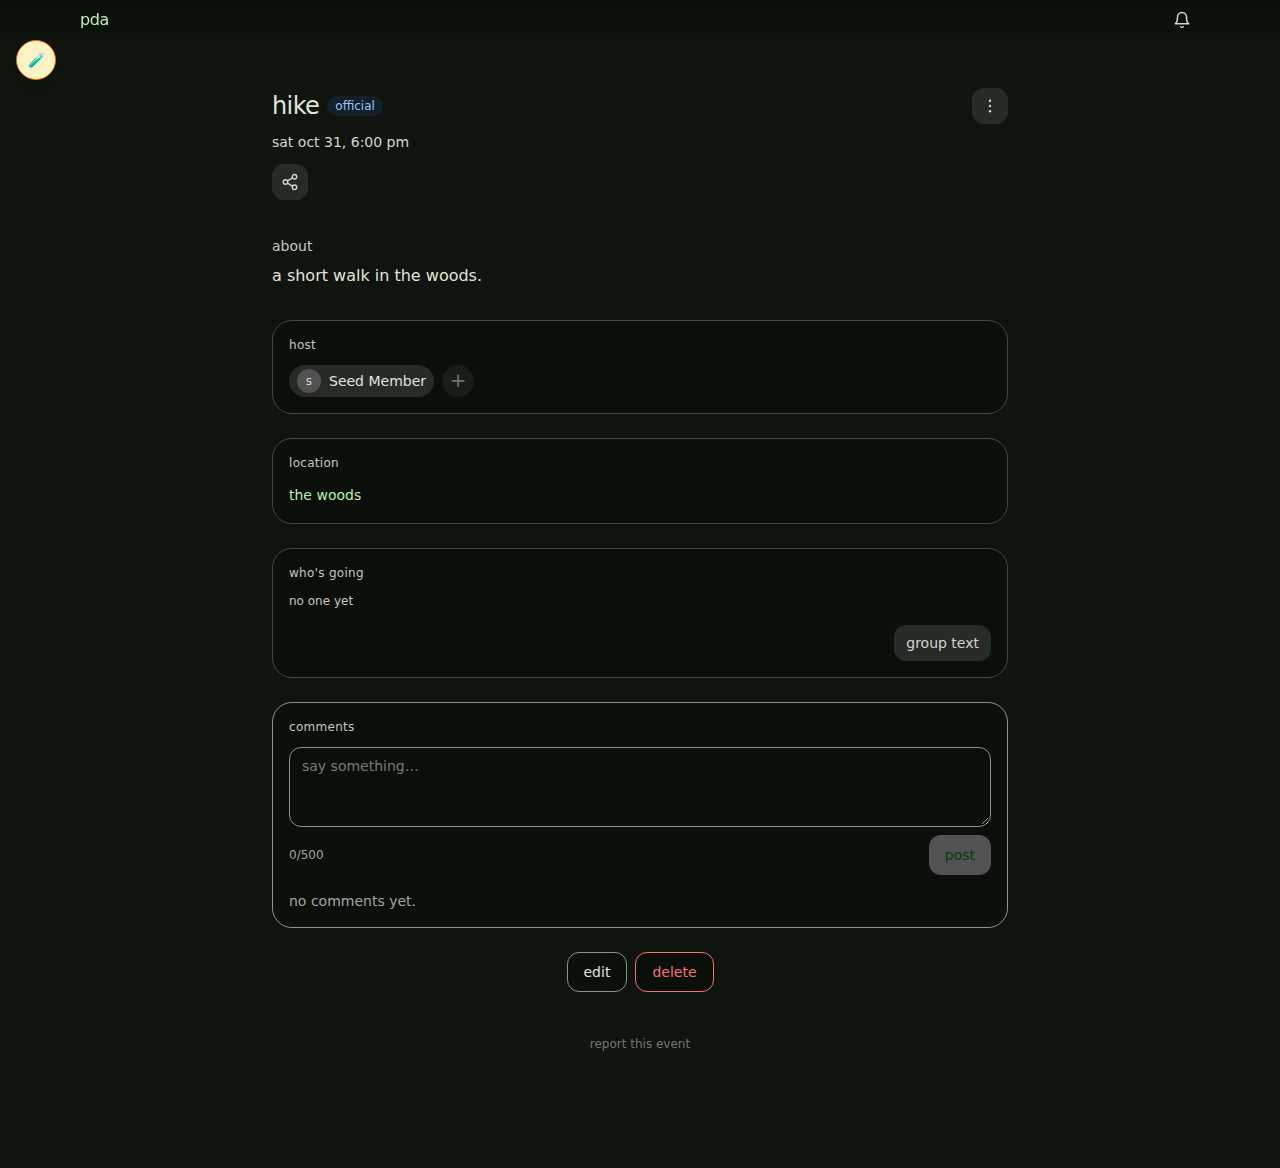 pda
hike official
sat oct 31, 6:00 pm
about
a short walk in the woods.
host
s Seed Member +
location
the woods
who's going
no one yet
group text
comments
say something…
0/500 post
no comments yet.
edit delete
report this event